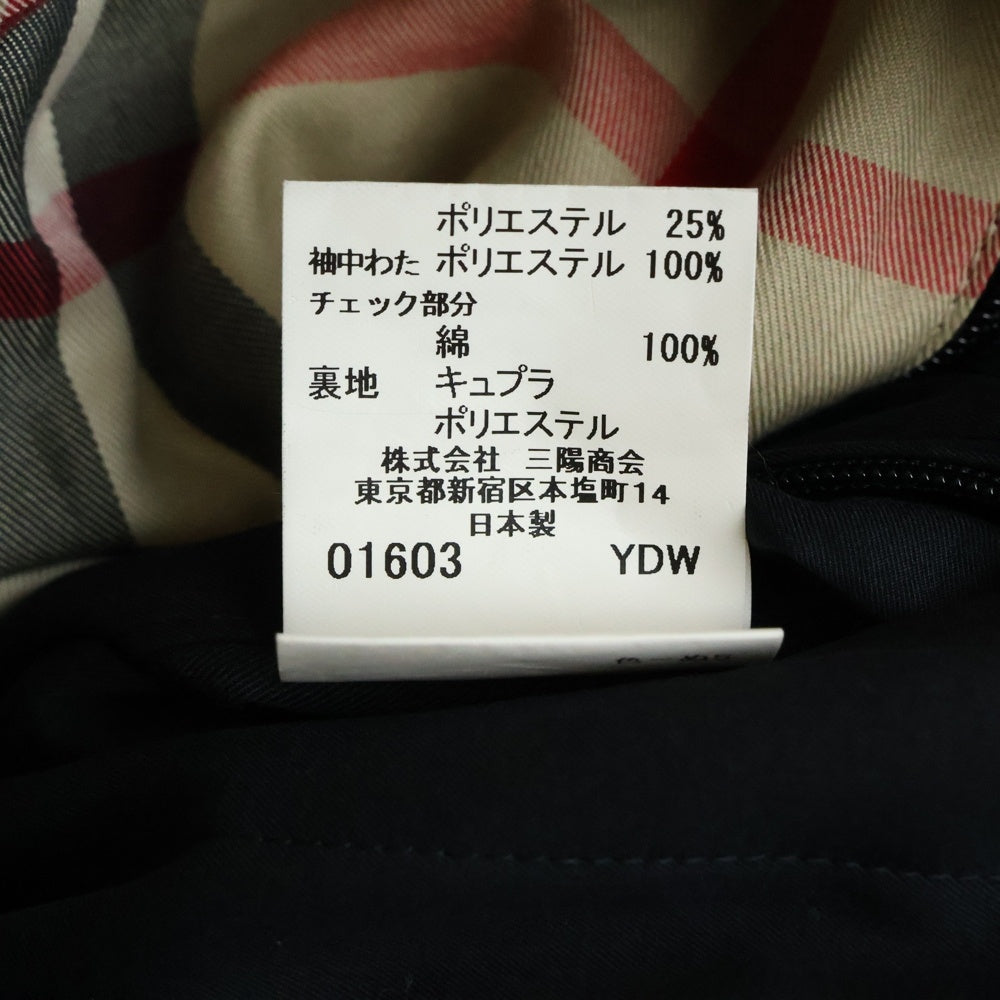 ポリエステル 25%
袖中わた ポリエステル 100%
チェック部分
綿 100%
裏地 キュプラ
ポリエステル
株式会社 三陽商会
東京都新宿区本塩町14
日本製
01603 YDW